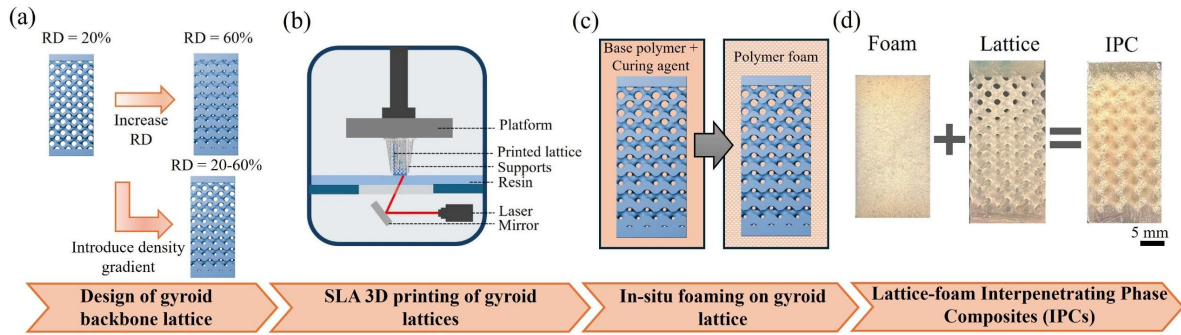 (a)
RD = 20%
RD = 60%
Increase
RD
RD = 20-60%
Introduce density
gradient
Design of gyroid
backbone lattice
(b)
Platform
Printed lattice
Supports
Resin
Laser
Mirror
SLA 3D printing of gyroid
lattices
(c)
Base polymer +
Curing agent
Polymer foam
In-situ foaming on gyroid
lattice
(d)
Foam
Lattice
IPC
5 mm
Lattice-foam Interpenetrating Phase
Composites (IPCs)